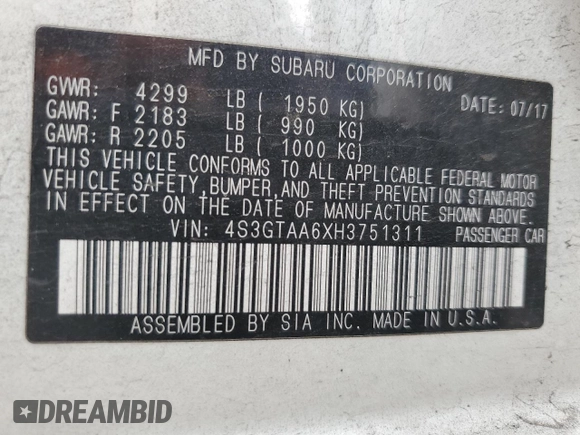 MFD BY SUBARU CORPORATION
GVWR: 4299 LB ( 1950 KG) DATE: 07/17
GAWR: F 2183 LB ( 990 KG)
GAWR: R 2205 LB ( 1000 KG)
THIS VEHICLE CONFORMS TO ALL APPLICABLE FEDERAL MOTOR
VEHICLE SAFETY, BUMPER, AND THEFT PREVENTION STANDARDS
IN EFFECT ON THE DATE OF MANUFACTURE SHOWN ABOVE.
VIN: 4S3GTAA6XH3751311 PASSENGER CAR
ASSEMBLED BY SIA INC. MADE IN U.S.A.
DREAMBID